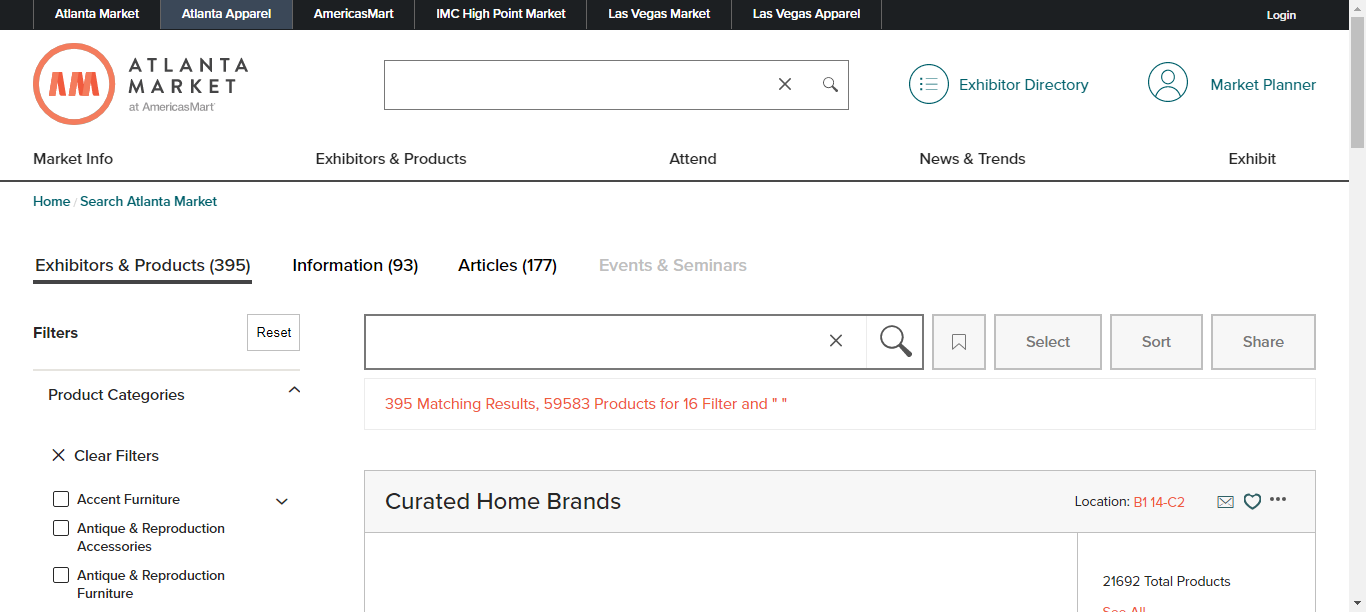 Atlanta Market Atlanta Apparel AmericasMart IMC High Point Market Las Vegas Market Las Vegas Apparel Login
ATLANTA
MARKET
at AmericasMart
Exhibitor Directory
Market Planner
Market Info Exhibitors & Products Attend News & Trends Exhibit
Home / Search Atlanta Market
Exhibitors & Products (395) Information (93) Articles (177) Events & Seminars
Filters
Reset
Select Sort Share
Product Categories
395 Matching Results, 59583 Products for 16 Filter and " "
Clear Filters
Accent Furniture
Antique & Reproduction
Accessories
Antique & Reproduction
Furniture
Curated Home Brands
Location: B1 14-C2
21692 Total Products
See All